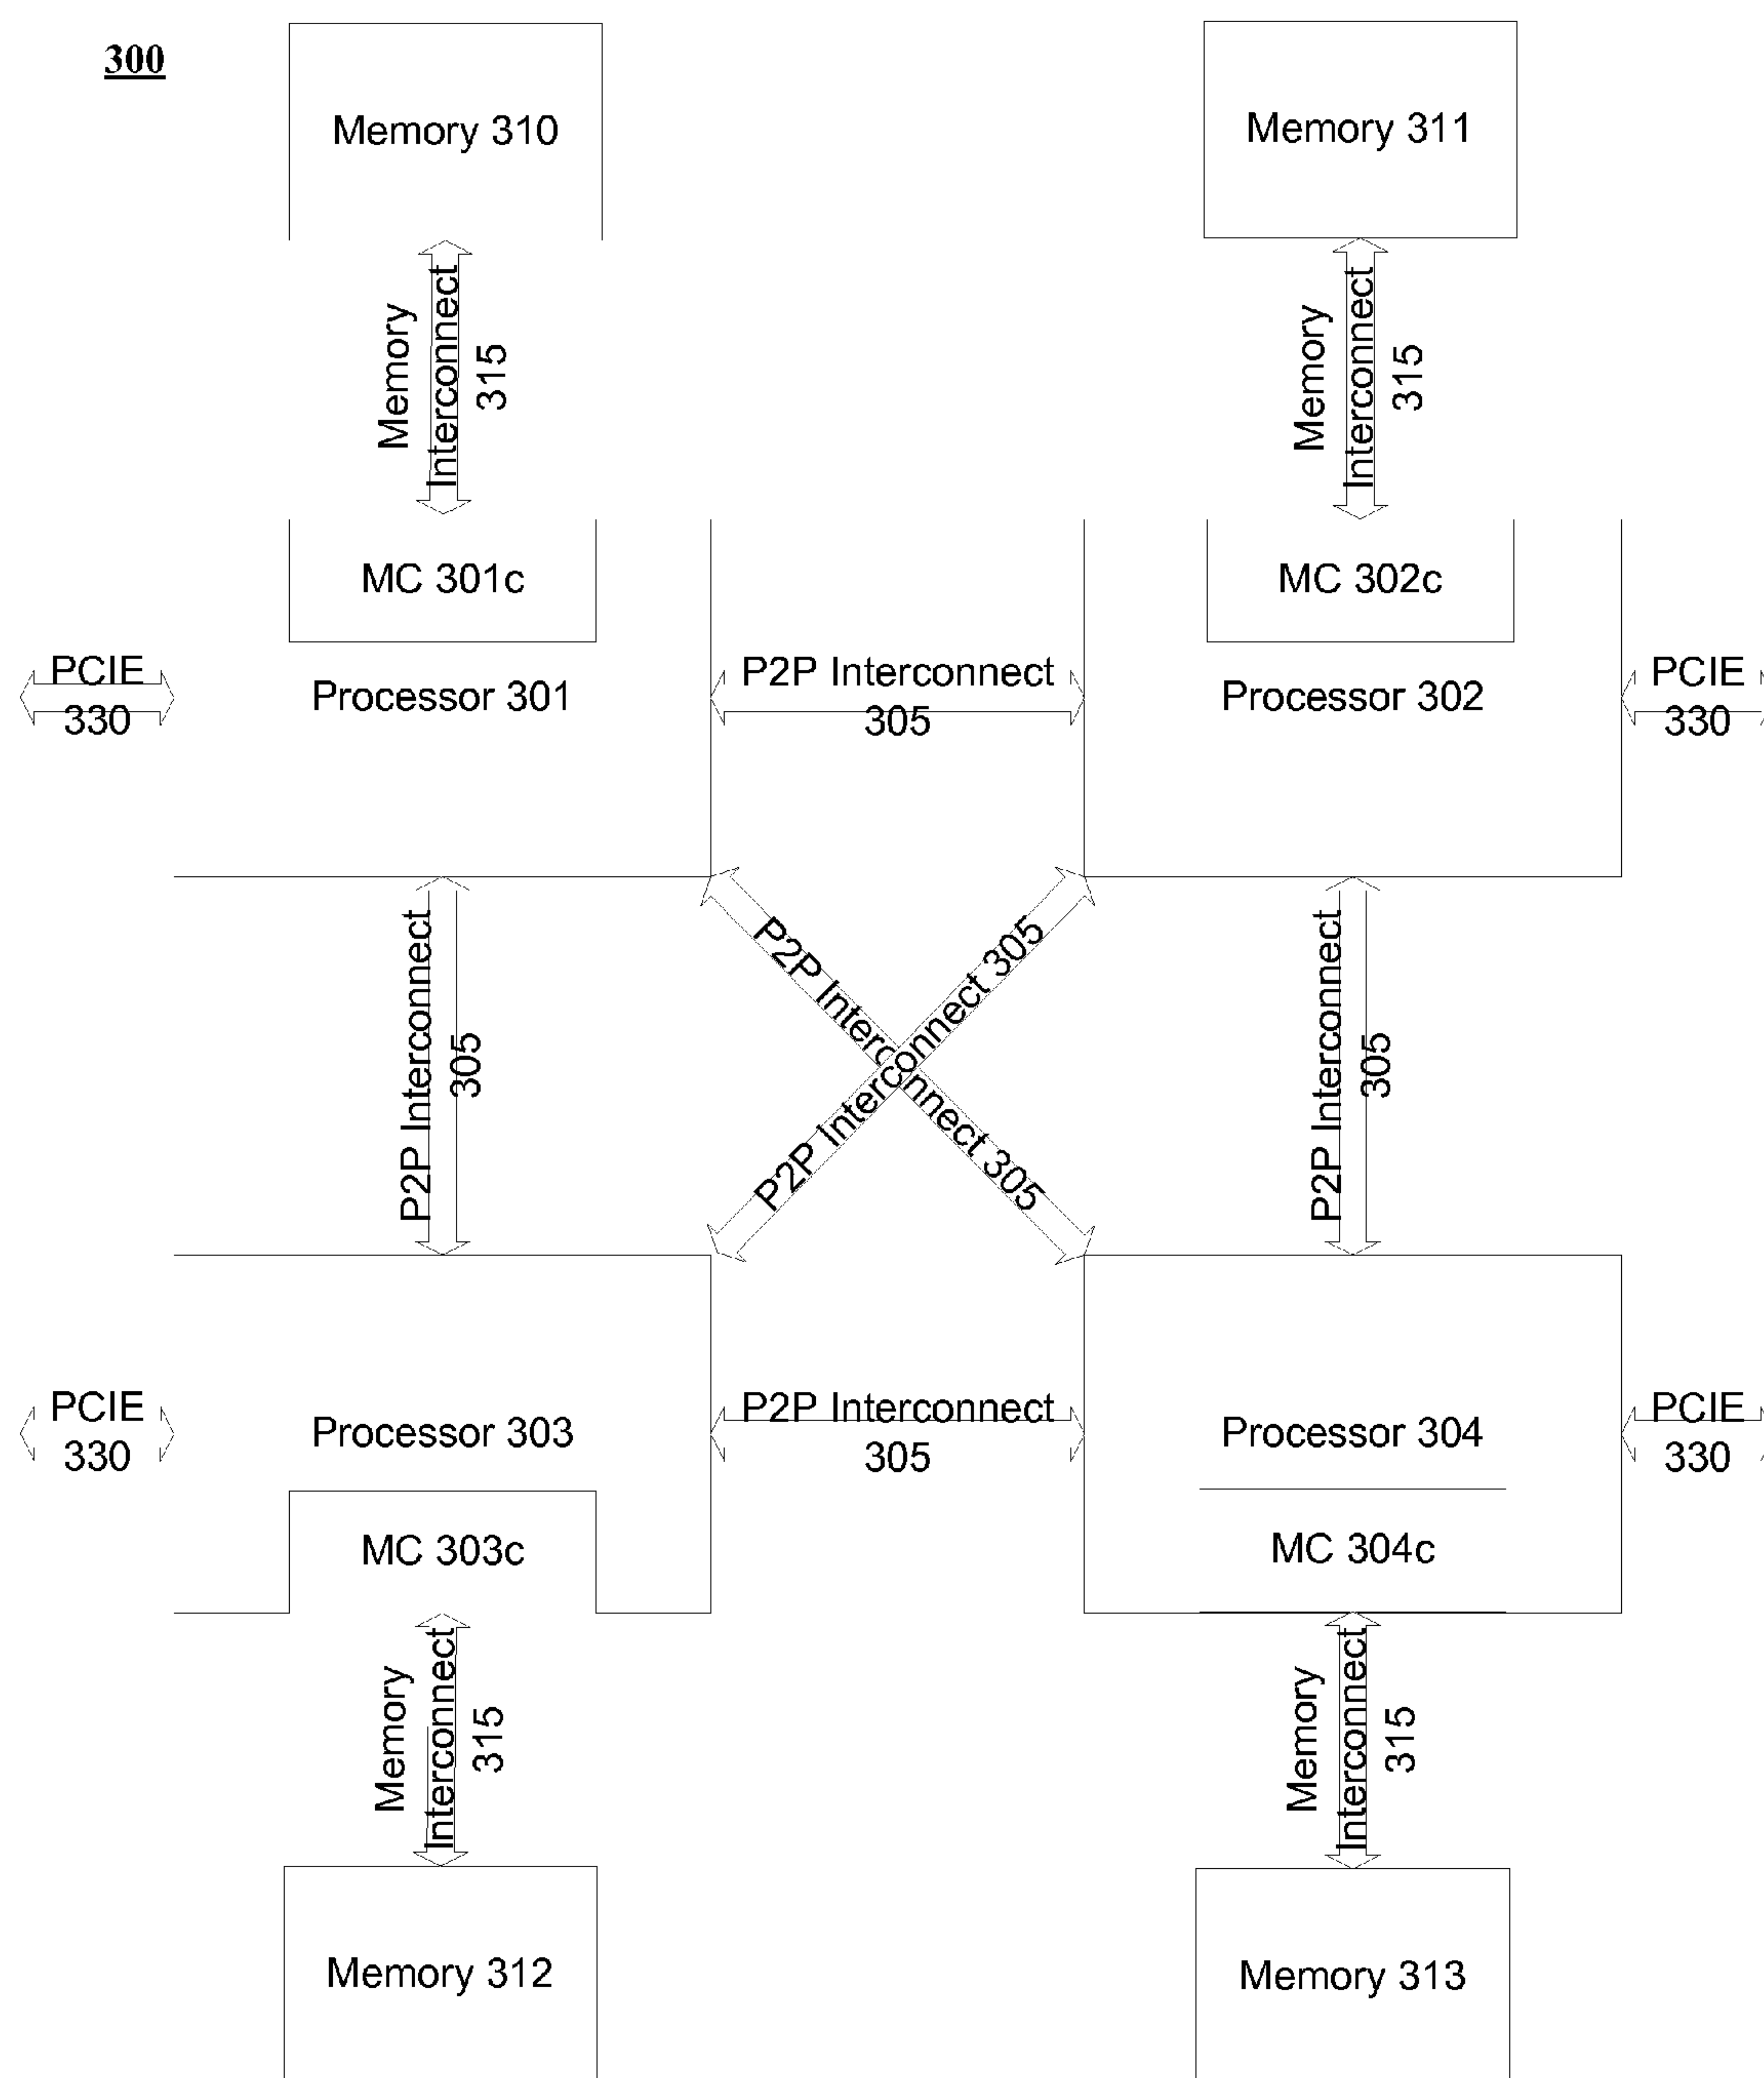 300
Memory 310
Memory 311
Memory
Interconnect
315
Memory
Interconnect
315
MC 301c
MC 302c
PCIE
330
Processor 301
P2P Interconnect
305
Processor 302
PCIE
330
P2P Interconnect
305
P2P Interconnect 305
P2P Interconnect 305
P2P Interconnect
305
PCIE
330
Processor 303
P2P Interconnect
305
Processor 304
PCIE
330
MC 303c
MC 304c
Memory
Interconnect
315
Memory
Interconnect
315
Memory 312
Memory 313